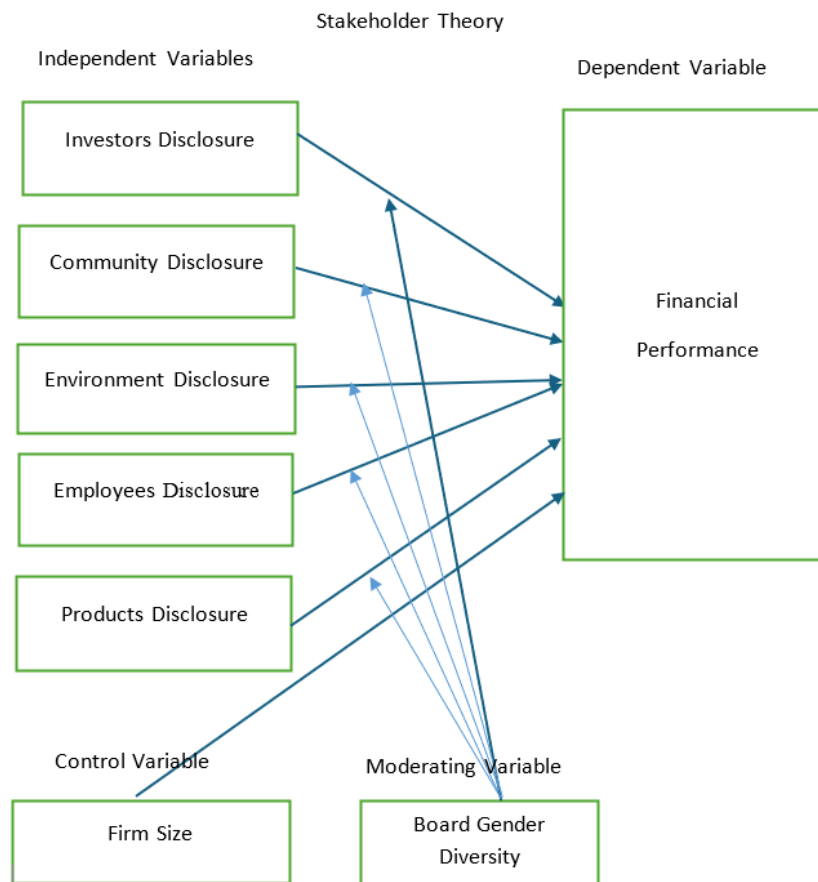 Stakeholder Theory
Independent Variables
Dependent Variable
Investors Disclosure
Community Disclosure
Environment Disclosure
Employees Disclosure
Products Disclosure
Financial
Performance
Control Variable
Firm Size
Moderating Variable
Board Gender
Diversity